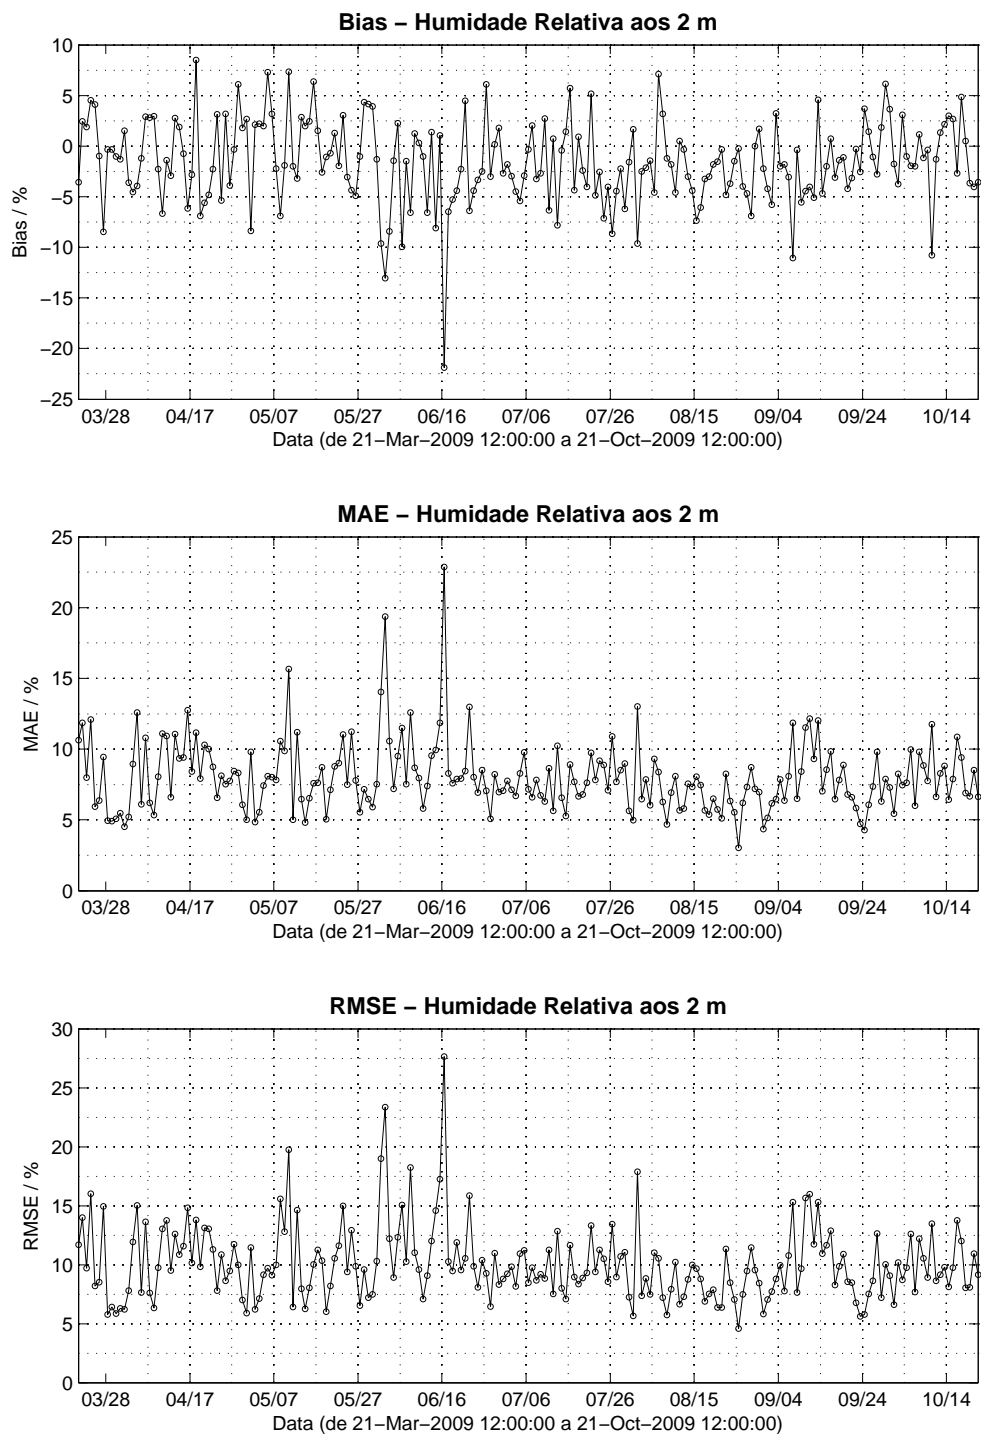 Bias − Humidade Relativa aos 2 m
10
5
0
−5
−10
−15
−20
−25
Bias / %
03/28 04/17 05/07 05/27 06/16 07/06 07/26 08/15 09/04 09/24 10/14
Data (de 21−Mar−2009 12:00:00 a 21−Oct−2009 12:00:00)
MAE − Humidade Relativa aos 2 m
25
20
15
10
5
0
MAE / %
03/28 04/17 05/07 05/27 06/16 07/06 07/26 08/15 09/04 09/24 10/14
Data (de 21−Mar−2009 12:00:00 a 21−Oct−2009 12:00:00)
RMSE − Humidade Relativa aos 2 m
30
25
20
15
10
5
0
RMSE / %
03/28 04/17 05/07 05/27 06/16 07/06 07/26 08/15 09/04 09/24 10/14
Data (de 21−Mar−2009 12:00:00 a 21−Oct−2009 12:00:00)